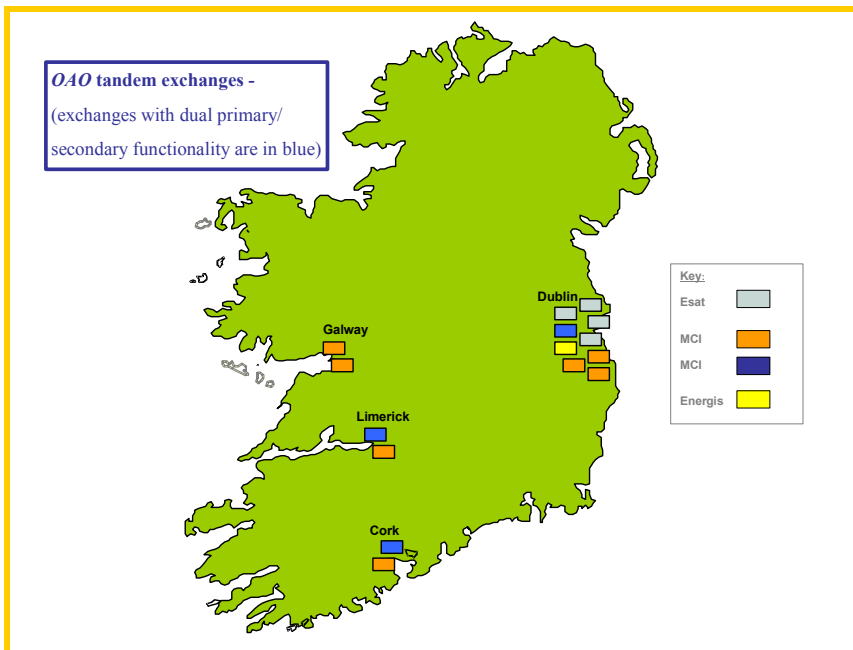 OAO tandem exchanges -
(exchanges with dual primary/
secondary functionality are in blue)
Dublin
Galway
Limerick
Cork
Key:
Esat
MCI
MCI
Energis